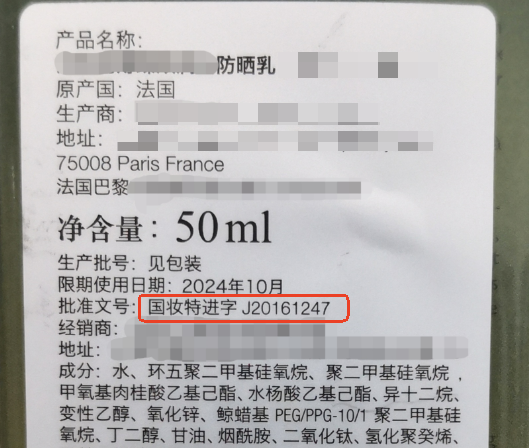 产品名称：
防晒乳
原产国：法国
生产商：
地址：
75008 Paris France
法国巴黎
净含量：50ml
生产批号：见包装
限期使用日期：2024年10月
批准文号：国妆特进字 J20161247
经销商：
地址：
成分：水、环五聚二甲基硅氧烷、聚二甲基硅氧烷，
甲氧基肉桂酸乙基己酯、水杨酸乙基己酯、异十二烷、
变性乙醇、氧化锌、鲸蜡基 PEG/PPG-10/1 聚二甲基硅
氧烷、丁二醇、甘油、烟酰胺、二氧化钛、氢化聚癸烯、